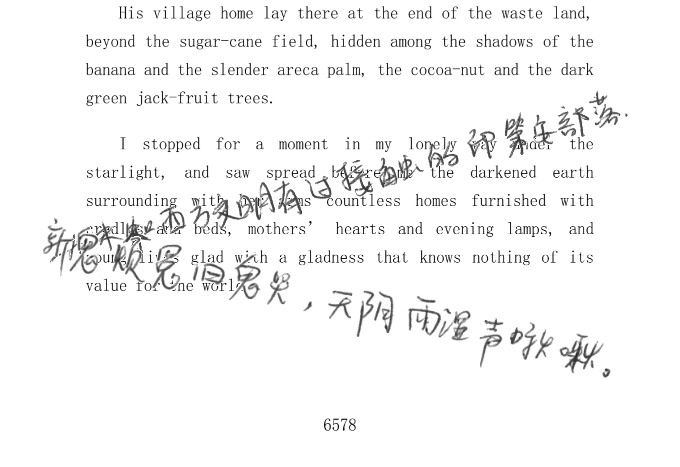 His village home lay there at the end of the waste land,
beyond the sugar-cane field, hidden among the shadows of the
banana and the slender areca palm, the cocoa-nut and the dark
green jack-fruit trees.
I stopped for a moment in my lonely way under the
starlight, and saw spread before me the darkened earth
surrounding with her arms countless homes furnished with
cradles and beds, mothers' hearts and evening lamps, and
young lives glad with a gladness that knows nothing of its
value for the world.
西方文明有过接触的印第安部落.
新鬼烦冤旧鬼哭，天阴雨湿声啾啾。
6578